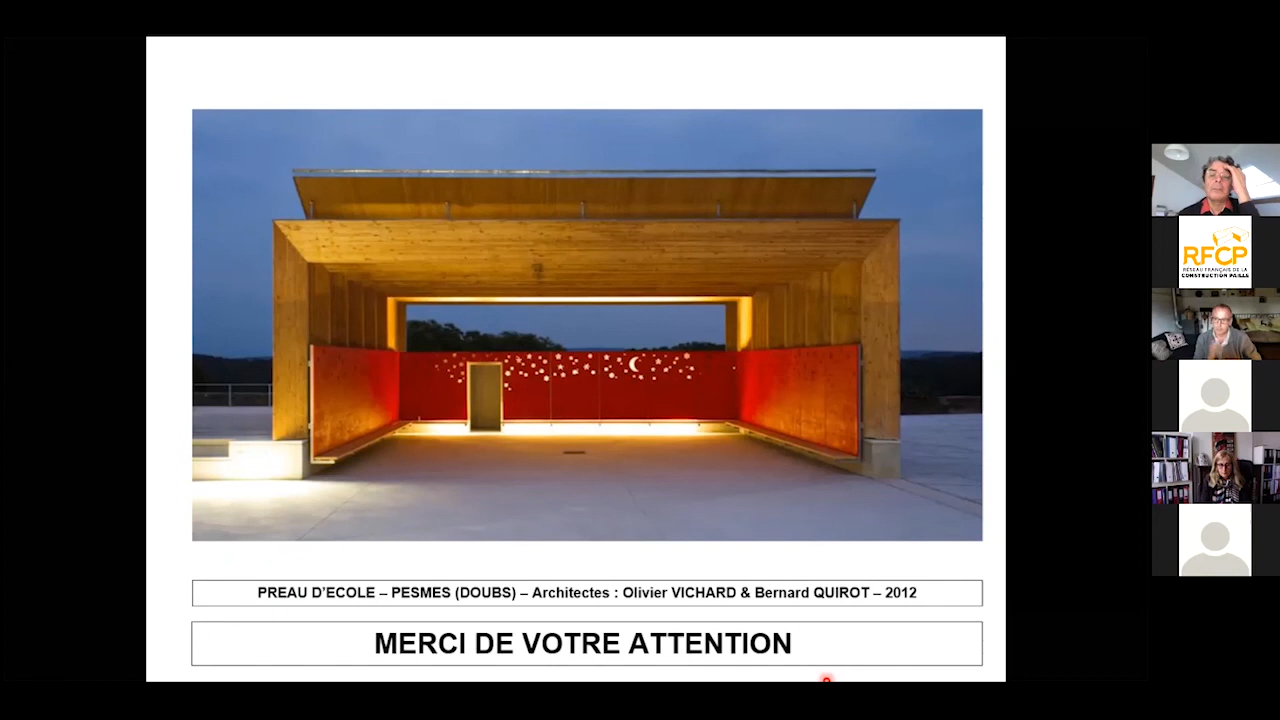 PREAU D'ECOLE – PESMES (DOUBS) – Architectes : Olivier VICHARD & Bernard QUIROT – 2012
MERCI DE VOTRE ATTENTION
RFCP
RÉSEAU FRANÇAIS DE LA
CONSTRUCTION PAILLE